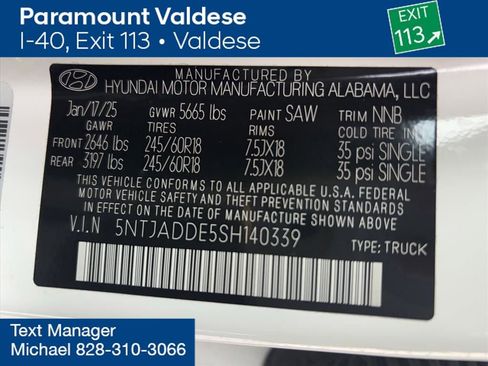 Paramount Valdese
I-40, Exit 113 • Valdese
EXIT
113
MANUFACTURED BY
HYUNDAI MOTOR MANUFACTURING ALABAMA, LLC
Jan/17/25 GVWR 5665 lbs PAINT SAW TRIM NNB
GAWR TIRES RIMS COLD TIRE INF
FRONT 2646 lbs 245/60R18 7.5JX18 35 psi SINGLE
REAR 3197 lbs 245/60R18 7.5JX18 35 psi SINGLE
THIS VEHICLE CONFORMS TO ALL APPLICABLE U.S.A. FEDERAL
MOTOR VEHICLE SAFETY AND THEFT PREVENTION STANDARDS
IN EFFECT ON THE DATE OF MANUFACTURE SHOWN ABOVE.
V.I.N 5NTJADDE5SH140339 TYPE: TRUCK
Text Manager
Michael 828-310-3066